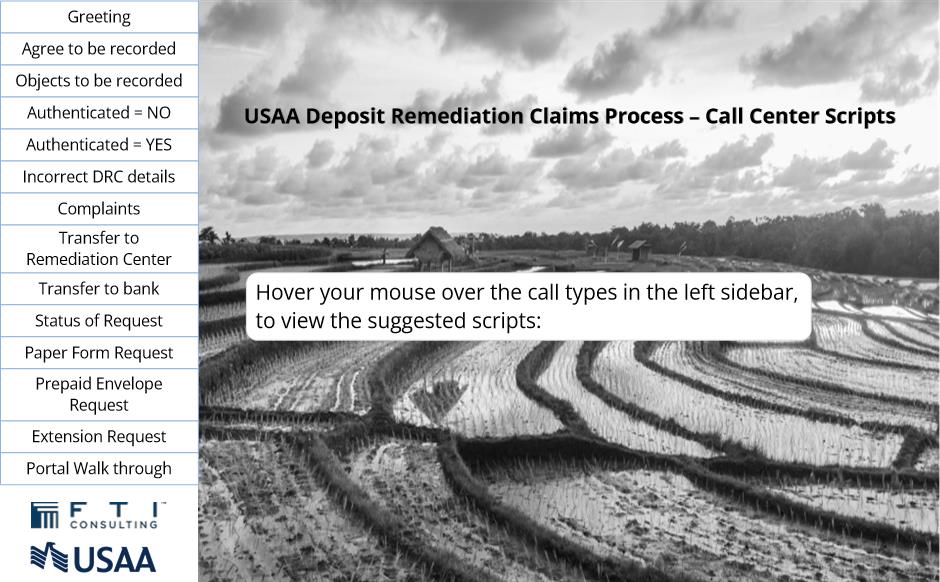 Greeting
Agree to be recorded
Objects to be recorded
Authenticated = NO
Authenticated = YES
Incorrect DRC details
Complaints
Transfer to
Remediation Center
Transfer to bank
Status of Request
Paper Form Request
Prepaid Envelope
Request
Extension Request
Portal Walk through
F T I™
CONSULTING
USAA
USAA Deposit Remediation Claims Process – Call Center Scripts
Hover your mouse over the call types in the left sidebar,
to view the suggested scripts: